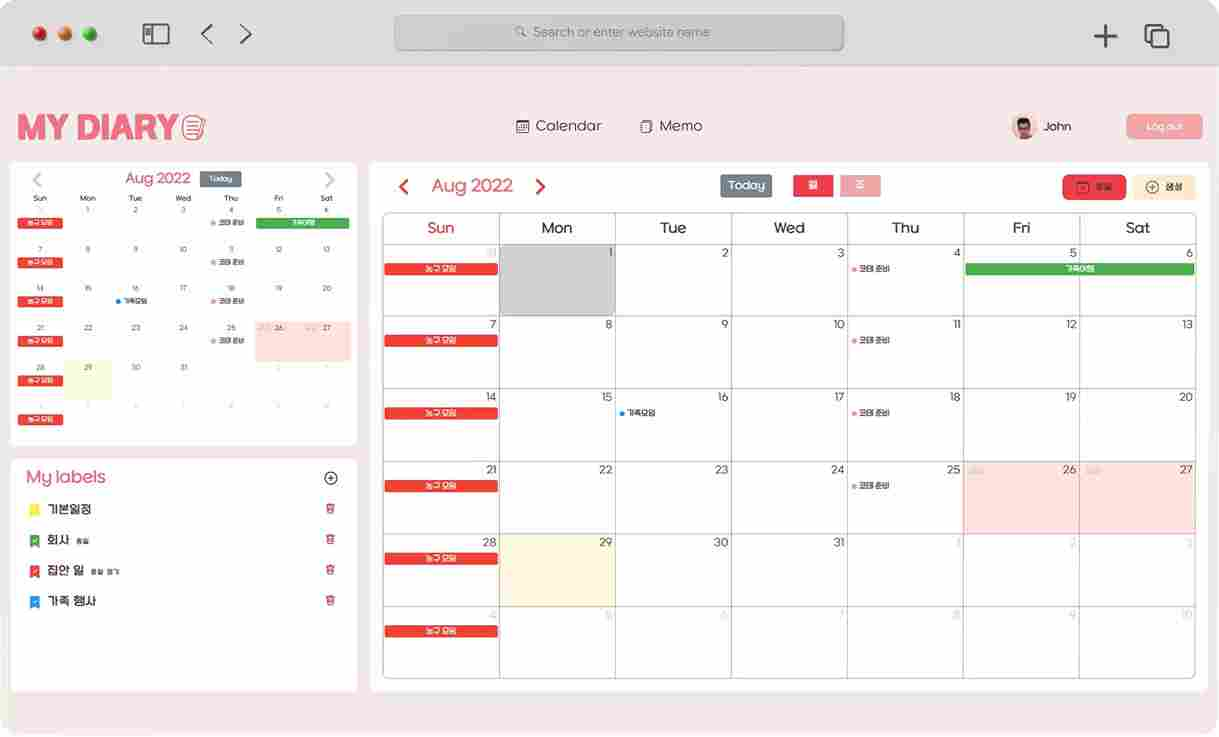 Search or enter website name
MY DIARY
Calendar
Memo
John
Log out
Aug 2022 Today
Sun Mon Tue Wed Thu Fri Sat
1 2 3 4 5 6
농구 모임 코테 준비 가족여행
7 8 9 10 11 12 13
농구 모임 코테 준비
14 15 16 17 18 19 20
농구 모임 가족모임 코테 준비
21 22 23 24 25 26 27
농구 모임 코테 준비
28 29 30 31
농구 모임
농구 모임
My labels
기본일정
회사 종일
집안 일 종일 정기
가족 행사
Aug 2022
Today 월 주
종일 생성
Sun Mon Tue Wed Thu Fri Sat
31 1 2 3 4 5 6
농구 모임 코테 준비 가족여행
7 8 9 10 11 12 13
농구 모임 코테 준비
14 15 16 17 18 19 20
농구 모임 가족모임 코테 준비
21 22 23 24 25 26 27
농구 모임 코테 준비
28 29 30 31 1 2 3
농구 모임
4 5 6 7 8 9 10
농구 모임